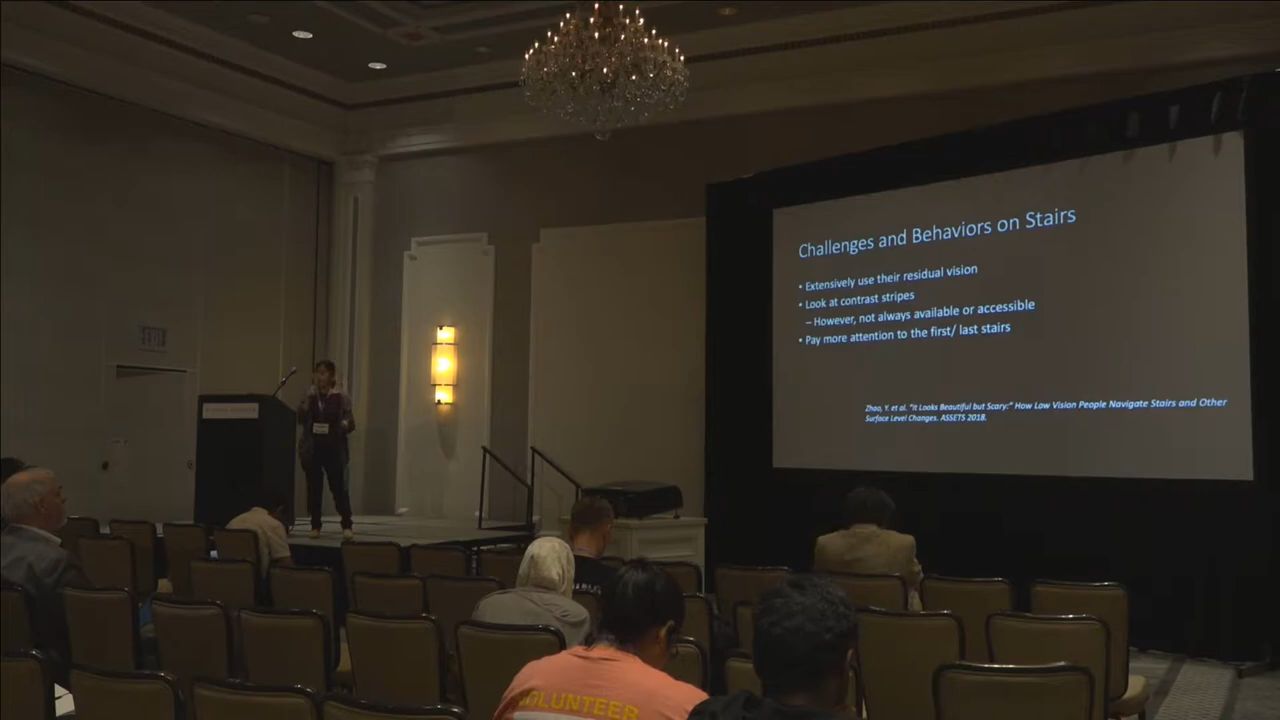 Challenges and Behaviors on Stairs
• Extensively use their residual vision
• Look at contrast stripes
– However, not always available or accessible
• Pay more attention to the first/ last stairs
Zhao, Y. et al. "It Looks Beautiful but Scary:" How Low Vision People Navigate Stairs and Other
Surface Level Changes. ASSETS 2018.
EXIT
VOLUNTEER